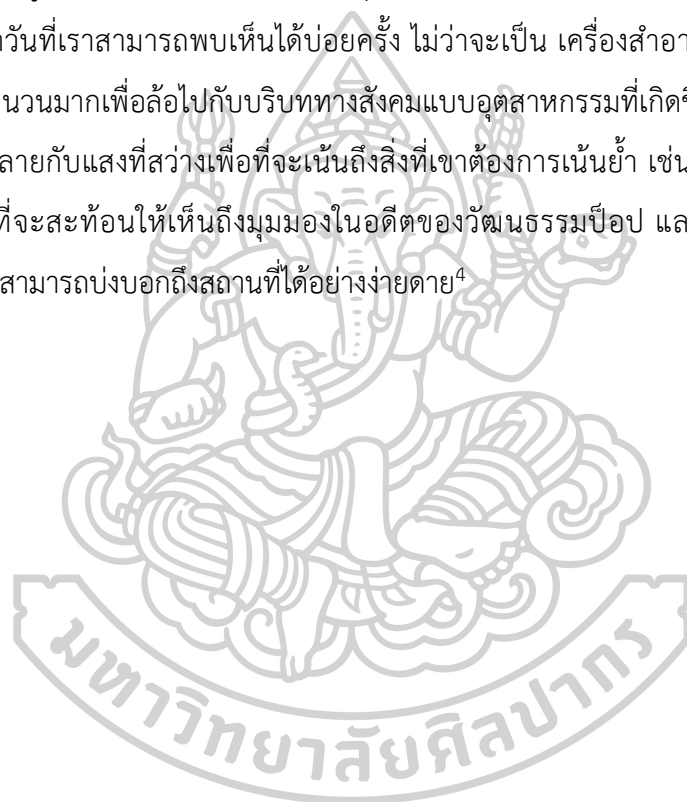 วันที่เราสามารถพบเห็นได้บ่อยครั้ง ไม่ว่าจะเป็น เครื่องสำอา
นวนมากเพื่อล้อไปกับบริบททางสังคมแบบอุตสาหกรรมที่เกิดขึ
ลายกับแสงที่สว่างเพื่อที่จะเน้นถึงสิ่งที่เขาต้องการเน้นย้ำ เช่น
ที่จะสะท้อนให้เห็นถึงมุมมองในอดีตของวัฒนธรรมป็อป แล
สามารถบ่งบอกถึงสถานที่ได้อย่างง่ายดาย4
มหาวิทยาลัยศิลปากร